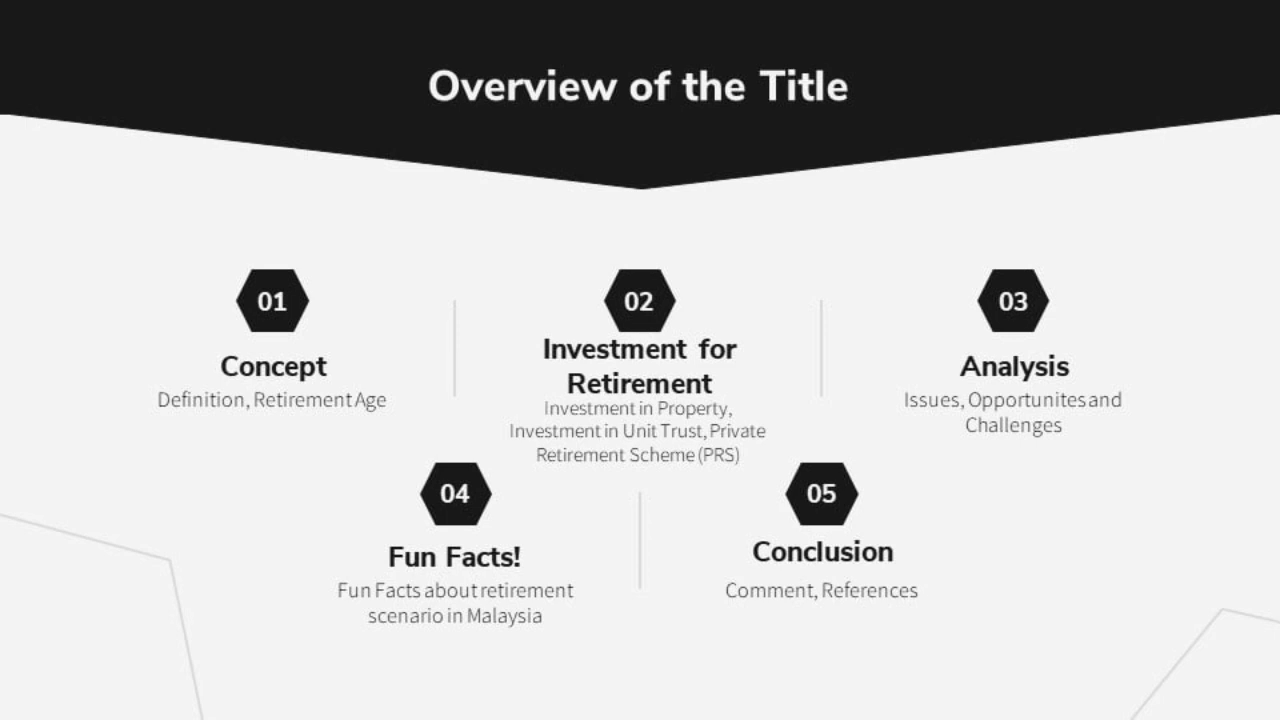 Overview of the Title
01
Concept
Definition, Retirement Age
02
Investment for
Retirement
Investment in Property,
Investment in Unit Trust, Private
Retirement Scheme (PRS)
03
Analysis
Issues, Opportunites and
Challenges
04
Fun Facts!
Fun Facts about retirement
scenario in Malaysia
05
Conclusion
Comment, References